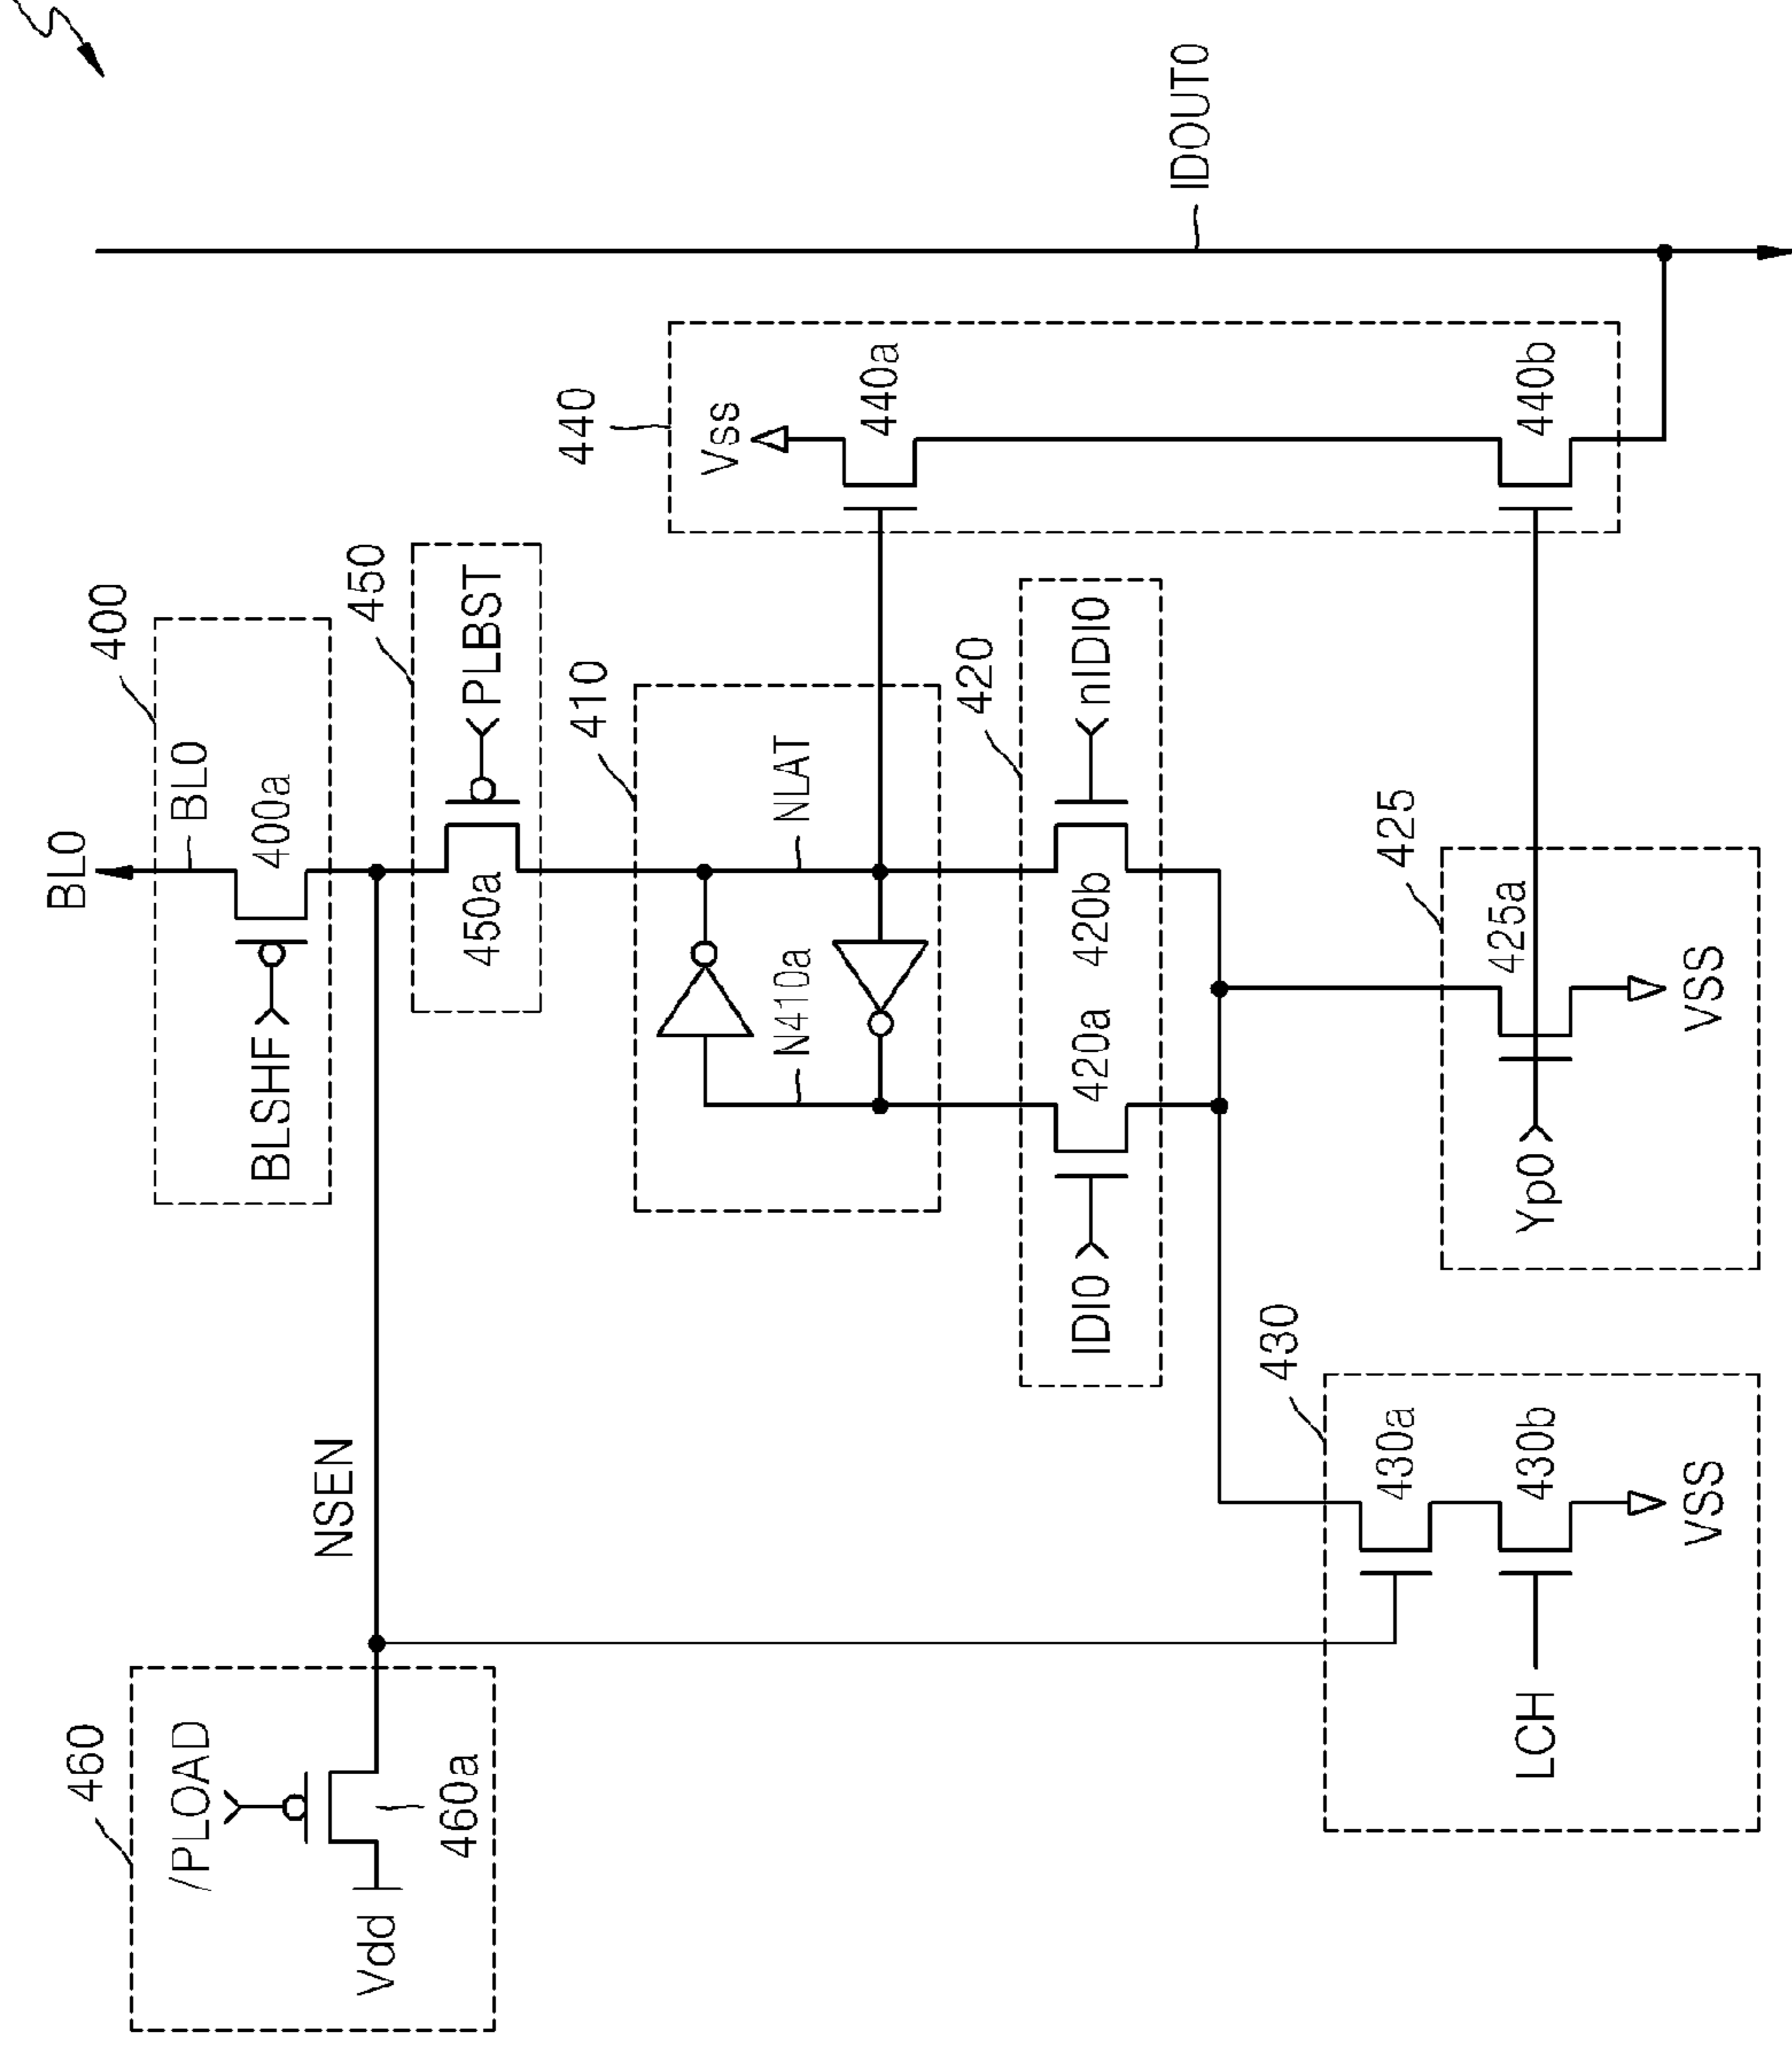 BL0
400
BL0
400a
BLSHF
450
PLBST
450a
NSEN
460
/PLOAD
460a
Vdd
410
NLAT
N410a
420
nIDI0
420b
420a
IDI0
440
Vss
440a
440b
IDOUT0
425
425a
Yp0
VSS
430
430a
430b
LCH
VSS